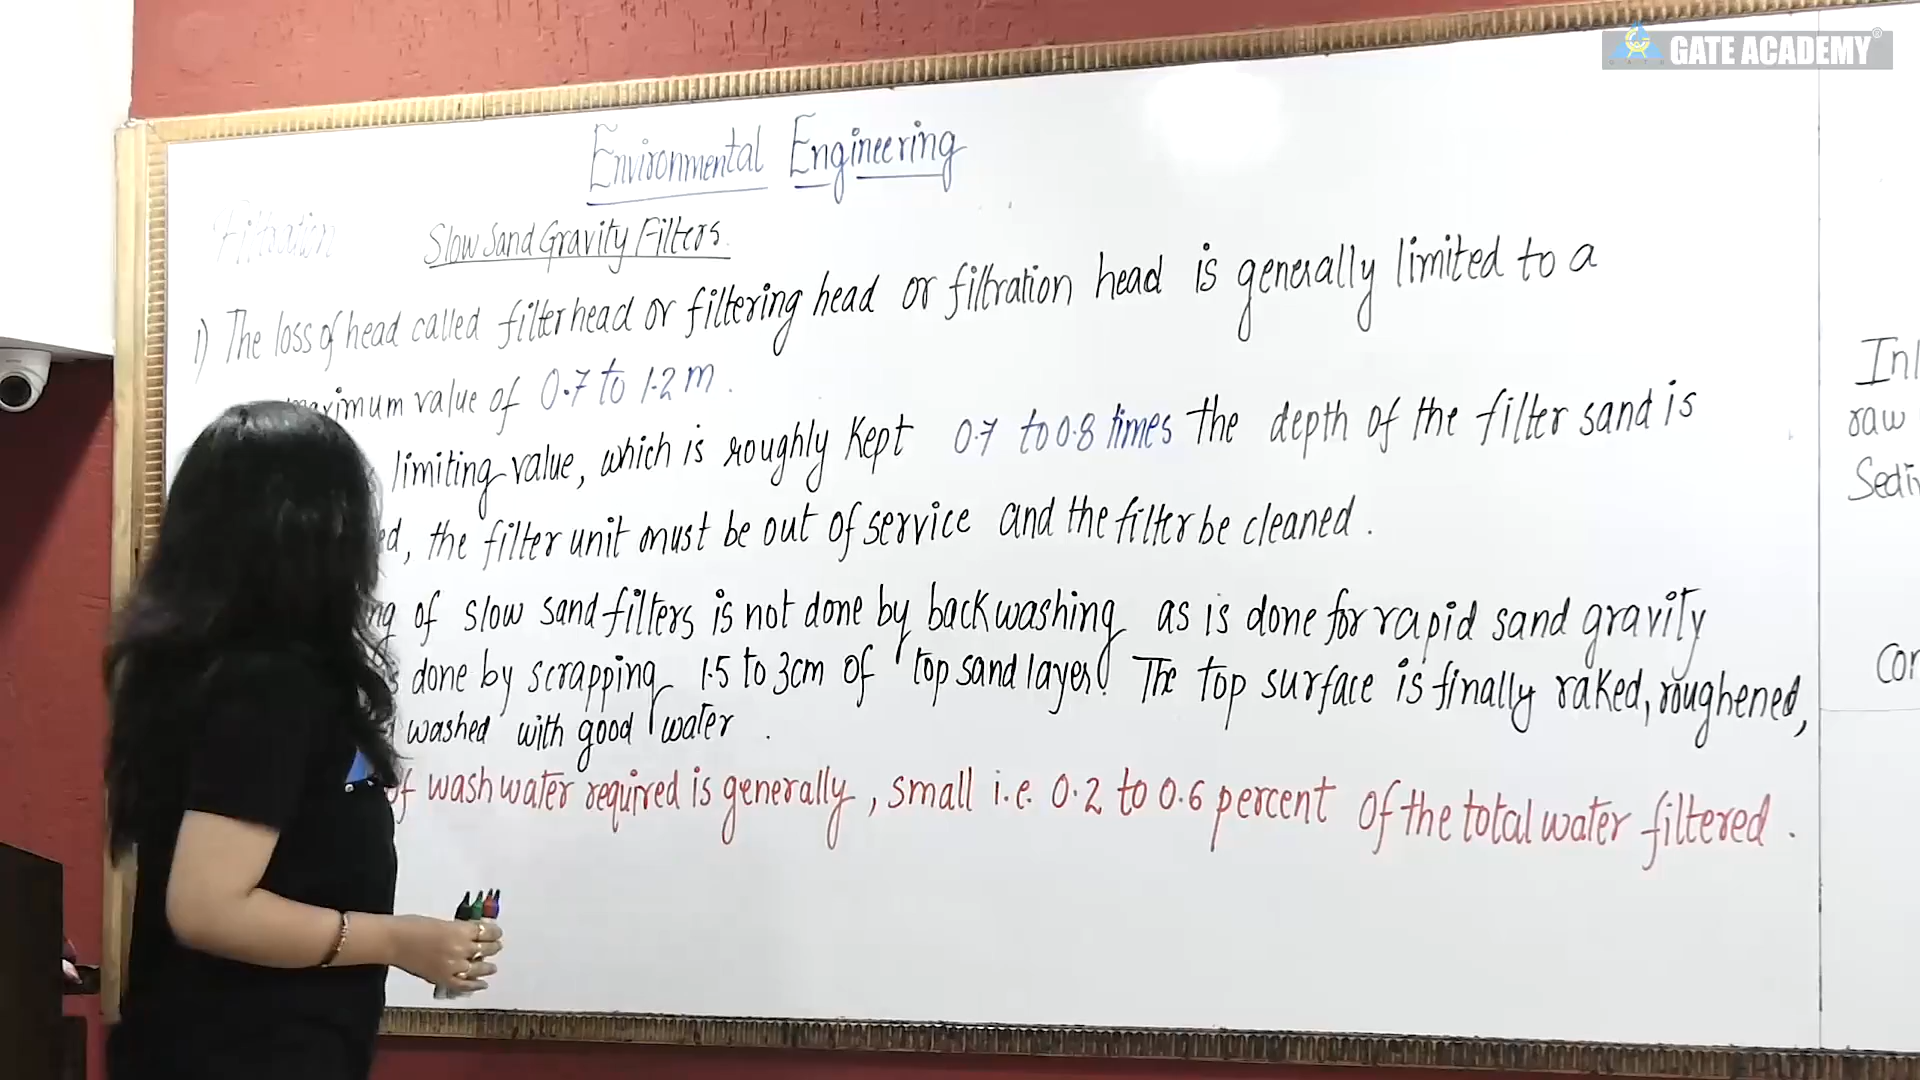 GATE ACADEMY
Environmental Engineering
Filtration
Slow Sand Gravity Filters
1) The loss of head called filterhead or filtering head or filtration head is generally limited to a
maximum value of 0.7 to 1.2 m.
limiting value, which is roughly kept 0.7 to 0.8 times the depth of the filter sand is
ed, the filter unit must be out of service and the filter be cleaned.
ng of slow sand filters is not done by backwashing as is done for rapid sand gravity
done by scrapping 1.5 to 3cm of top sand layer. The top surface is finally raked, roughened,
washed with good water.
of wash water required is generally, small i.e. 0.2 to 0.6 percent of the total water filtered.
Inl
raw
Sedi
Cor